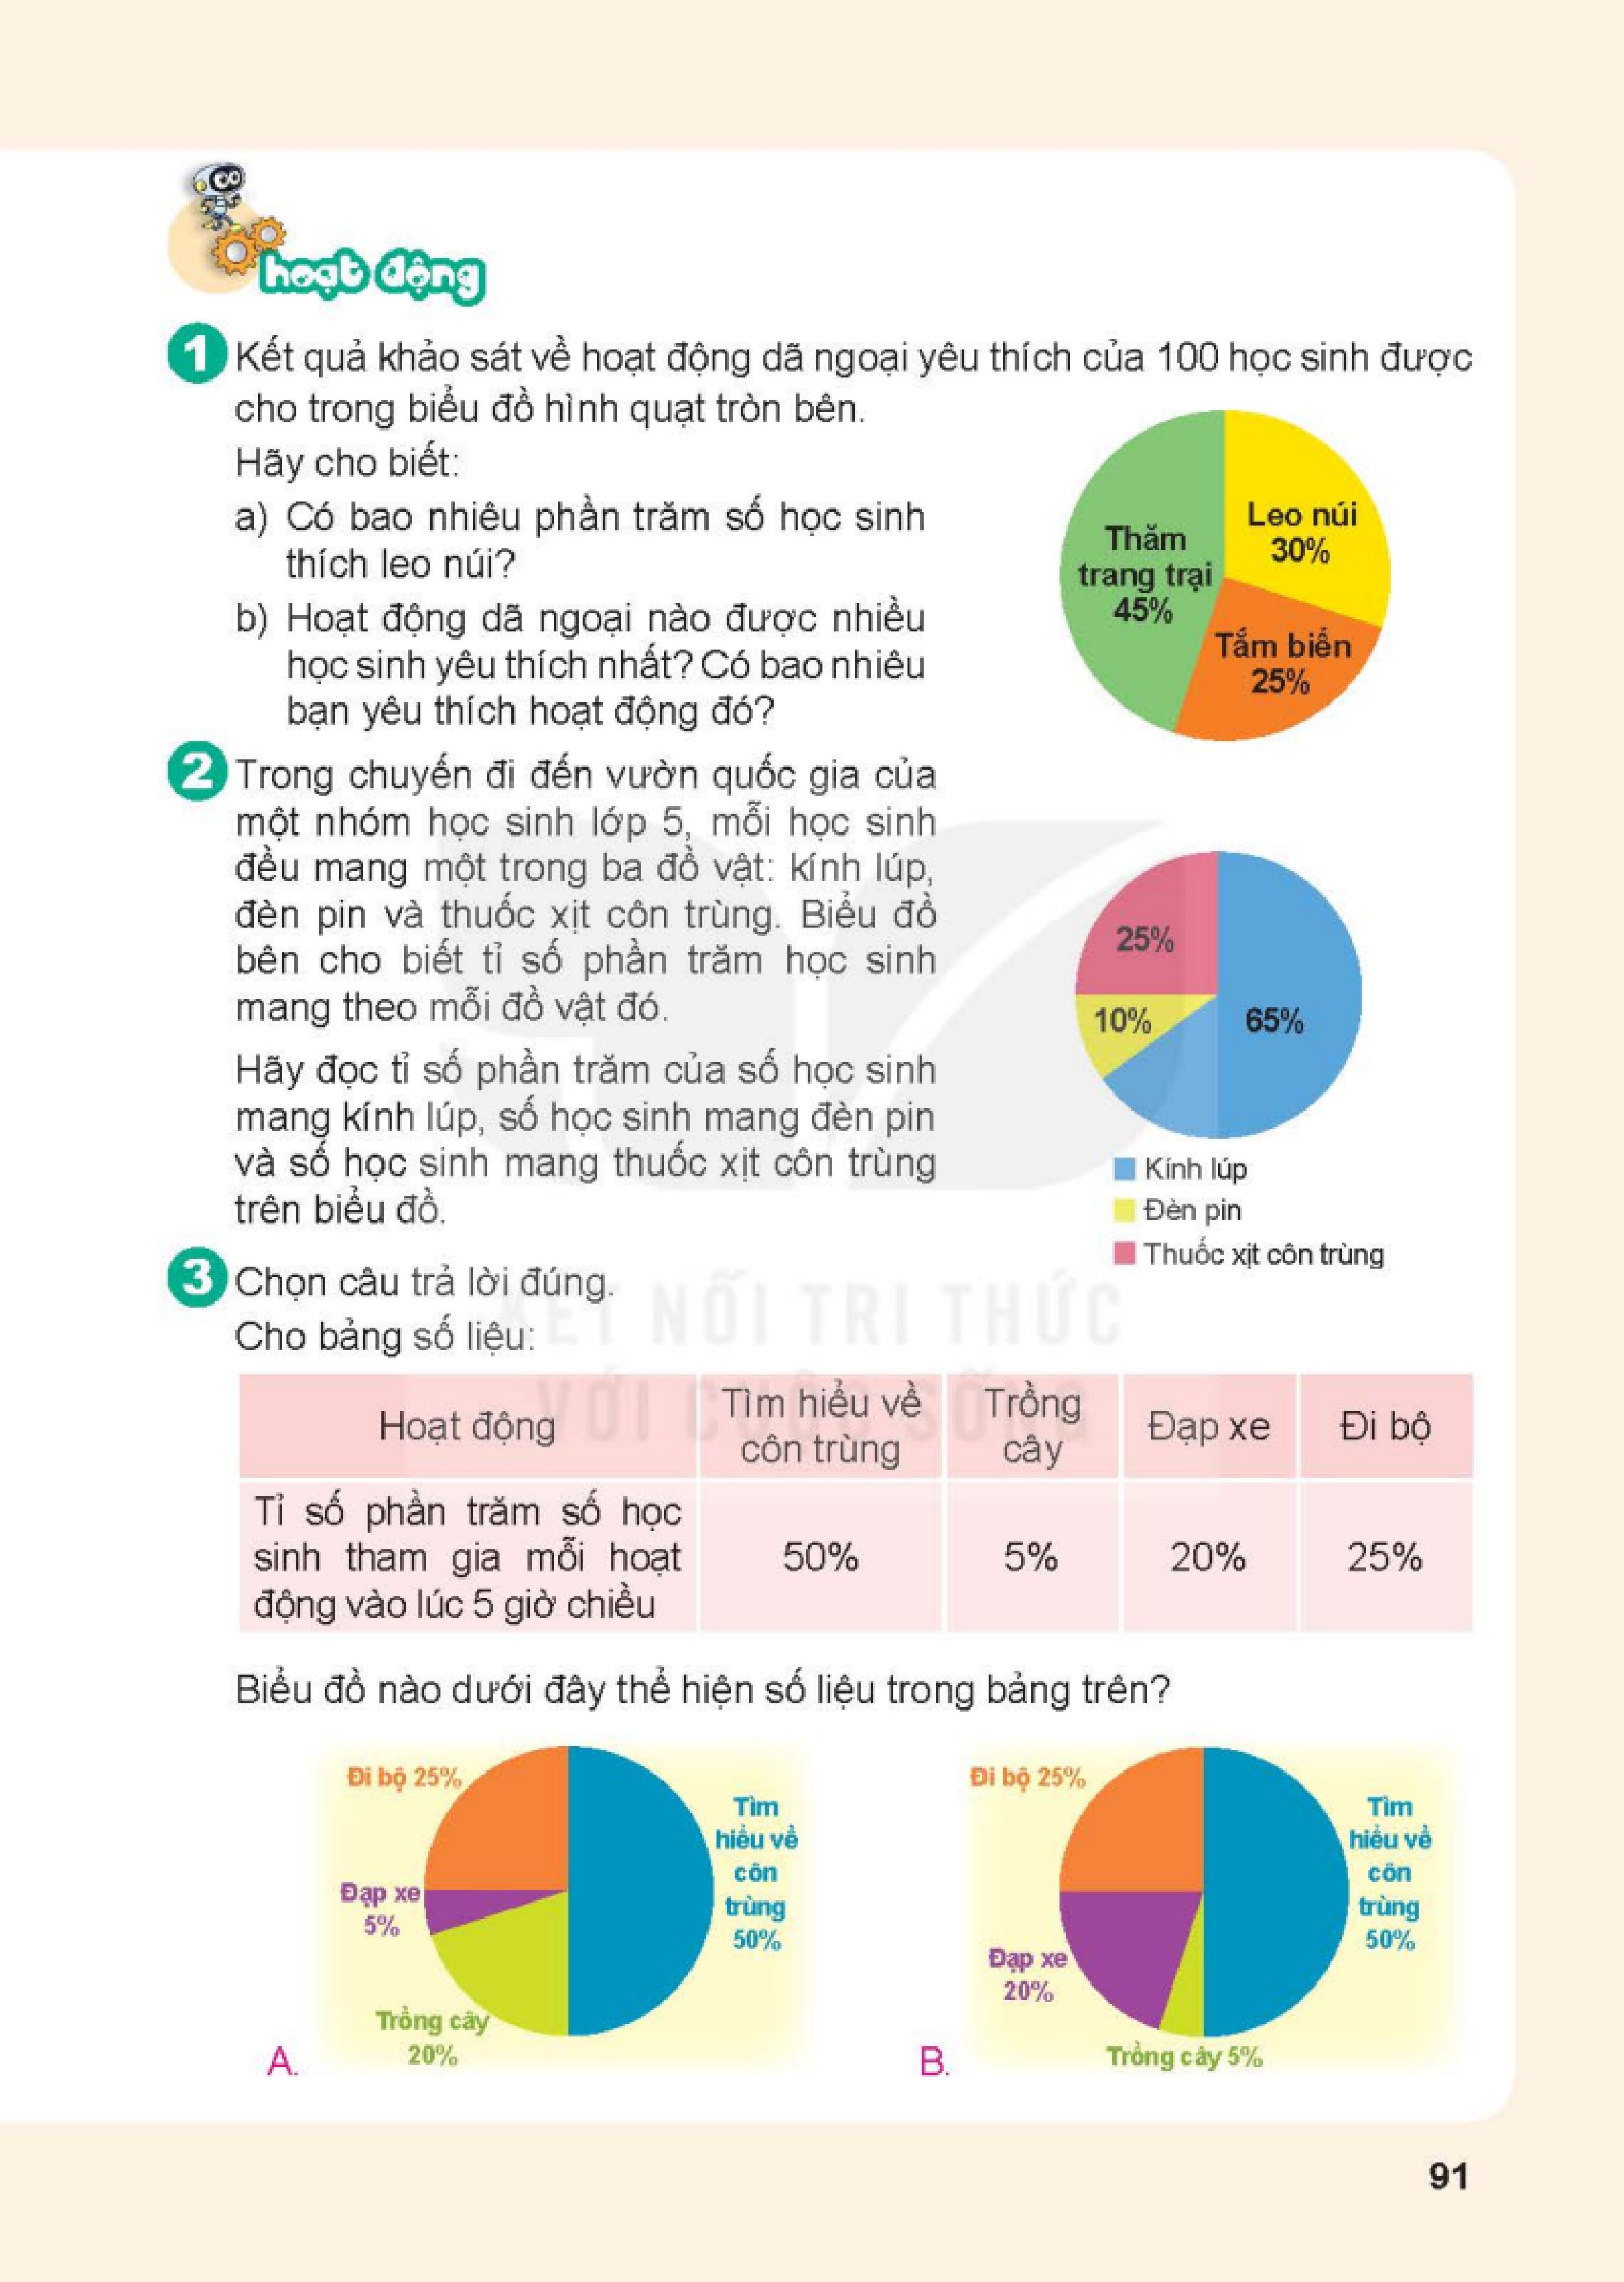 hoạt động
1 Kết quả khảo sát về hoạt động dã ngoại yêu thích của 100 học sinh được
cho trong biểu đồ hình quạt tròn bên.
Hãy cho biết:
a) Có bao nhiêu phần trăm số học sinh
thích leo núi?
b) Hoạt động dã ngoại nào được nhiều
học sinh yêu thích nhất? Có bao nhiêu
bạn yêu thích hoạt động đó?
Thăm
trang trại
45%
Leo núi
30%
Tắm biển
25%
2 Trong chuyến đi đến vườn quốc gia của
một nhóm học sinh lớp 5, mỗi học sinh
đều mang một trong ba đồ vật: kính lúp,
đèn pin và thuốc xịt côn trùng. Biểu đồ
bên cho biết tỉ số phần trăm học sinh
mang theo mỗi đồ vật đó.
Hãy đọc tỉ số phần trăm của số học sinh
mang kính lúp, số học sinh mang đèn pin
và số học sinh mang thuốc xịt côn trùng
trên biểu đồ.
25%
10%
65%
Kính lúp
Đèn pin
Thuốc xịt côn trùng
3 Chọn câu trả lời đúng.
Cho bảng số liệu:
KẾT NỐI TRI THỨC
VỚI CUỘC SỐNG
Hoạt động
Tìm hiểu về
côn trùng
Trồng
cây
Đạp xe
Đi bộ
Tỉ số phần trăm số học
sinh tham gia mỗi hoạt
động vào lúc 5 giờ chiều
50%
5%
20%
25%
Biểu đồ nào dưới đây thể hiện số liệu trong bảng trên?
A.
Đi bộ 25%
Đạp xe
5%
Trồng cây
20%
Tìm
hiểu về
côn
trùng
50%
B.
Đi bộ 25%
Đạp xe
20%
Trồng cây 5%
Tìm
hiểu về
côn
trùng
50%
91